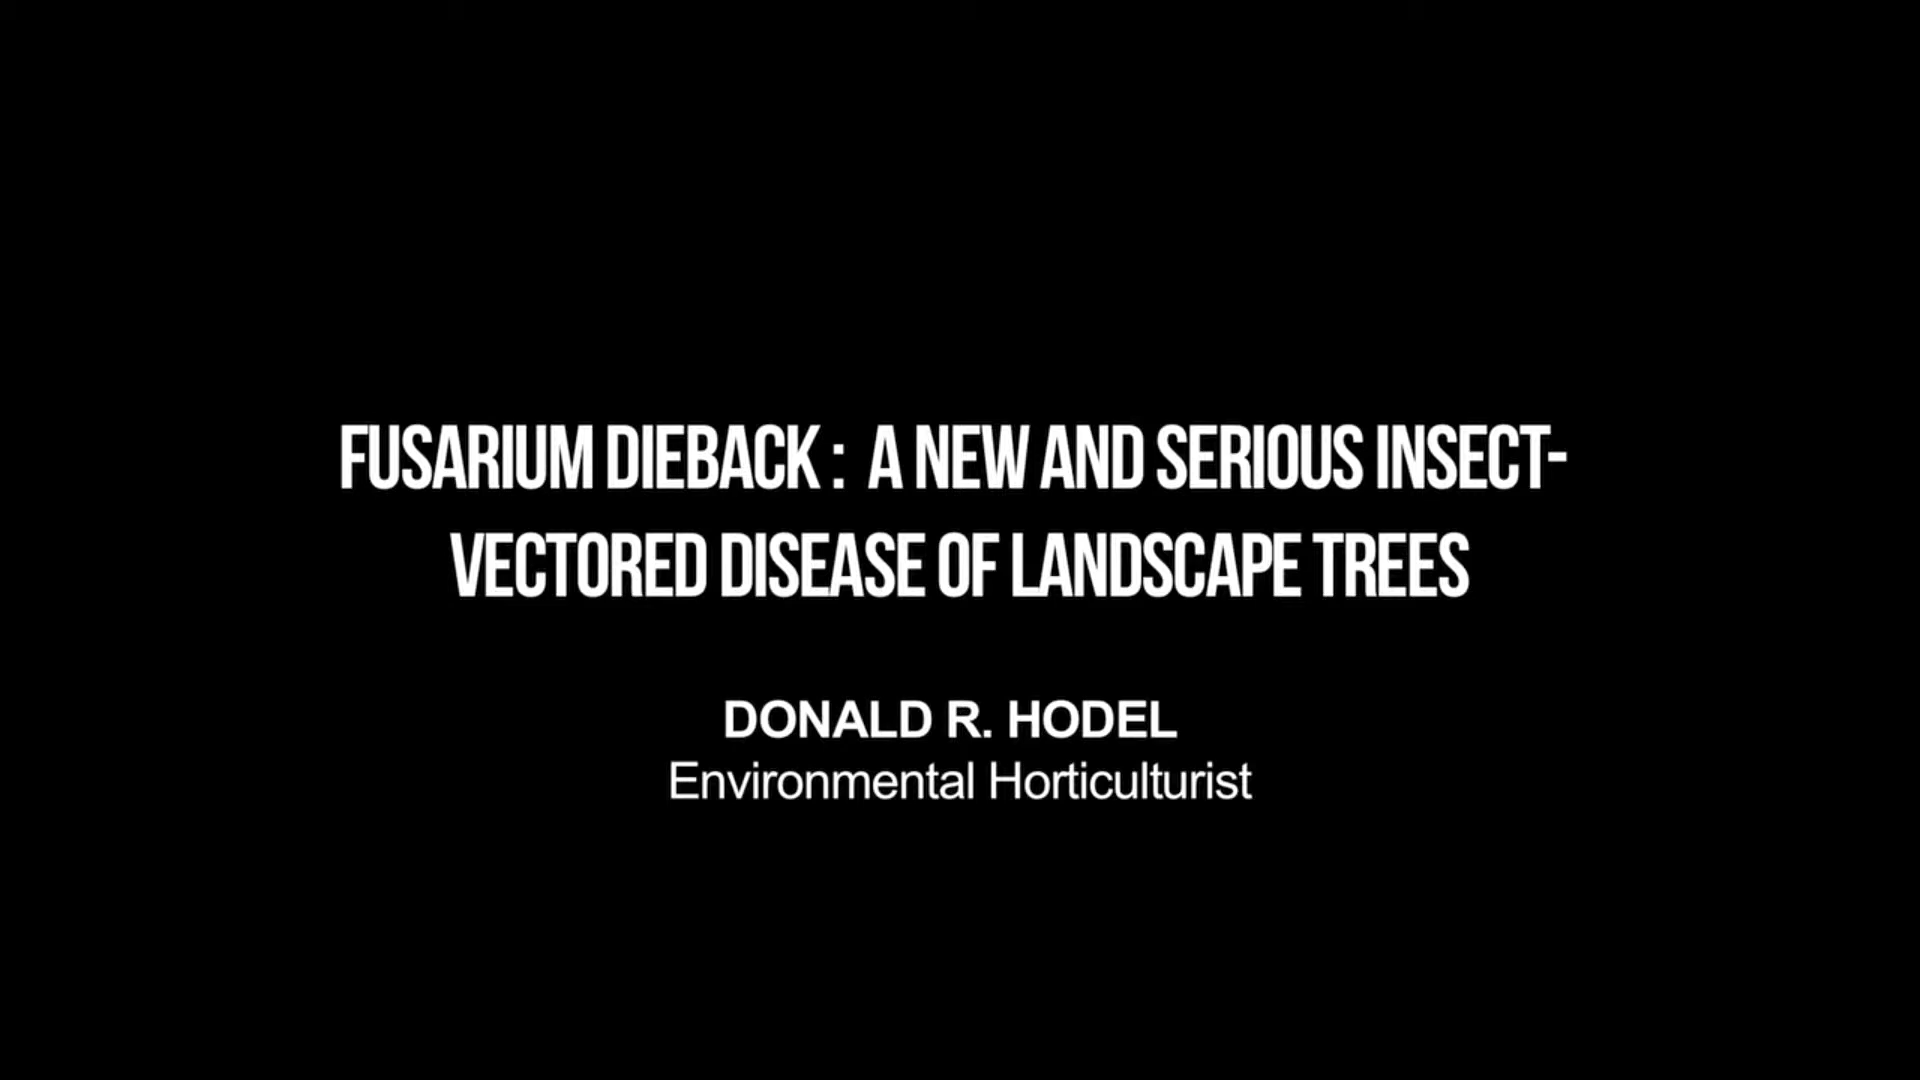 FUSARIUM DIEBACK :  A NEW AND SERIOUS INSECT-
VECTORED DISEASE OF LANDSCAPE TREES
DONALD R. HODEL
Environmental Horticulturist